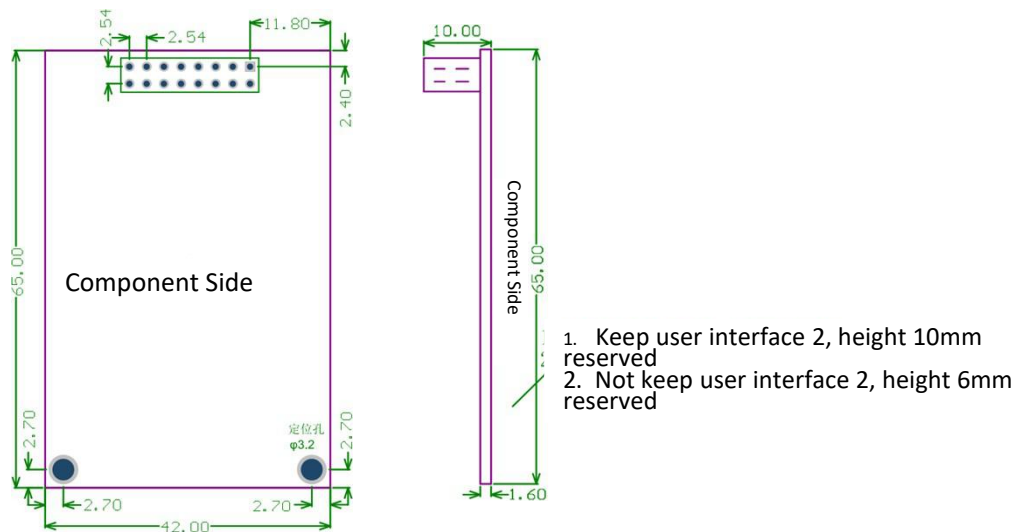 2.54
2.54
11.80
2.40
10.00
65.00
Component Side
Component Side
65.00
1. Keep user interface 2, height 10mm
reserved
2. Not keep user interface 2, height 6mm
reserved
2.70
定位孔
φ3.2
2.70
2.70
2.70
42.00
1.60